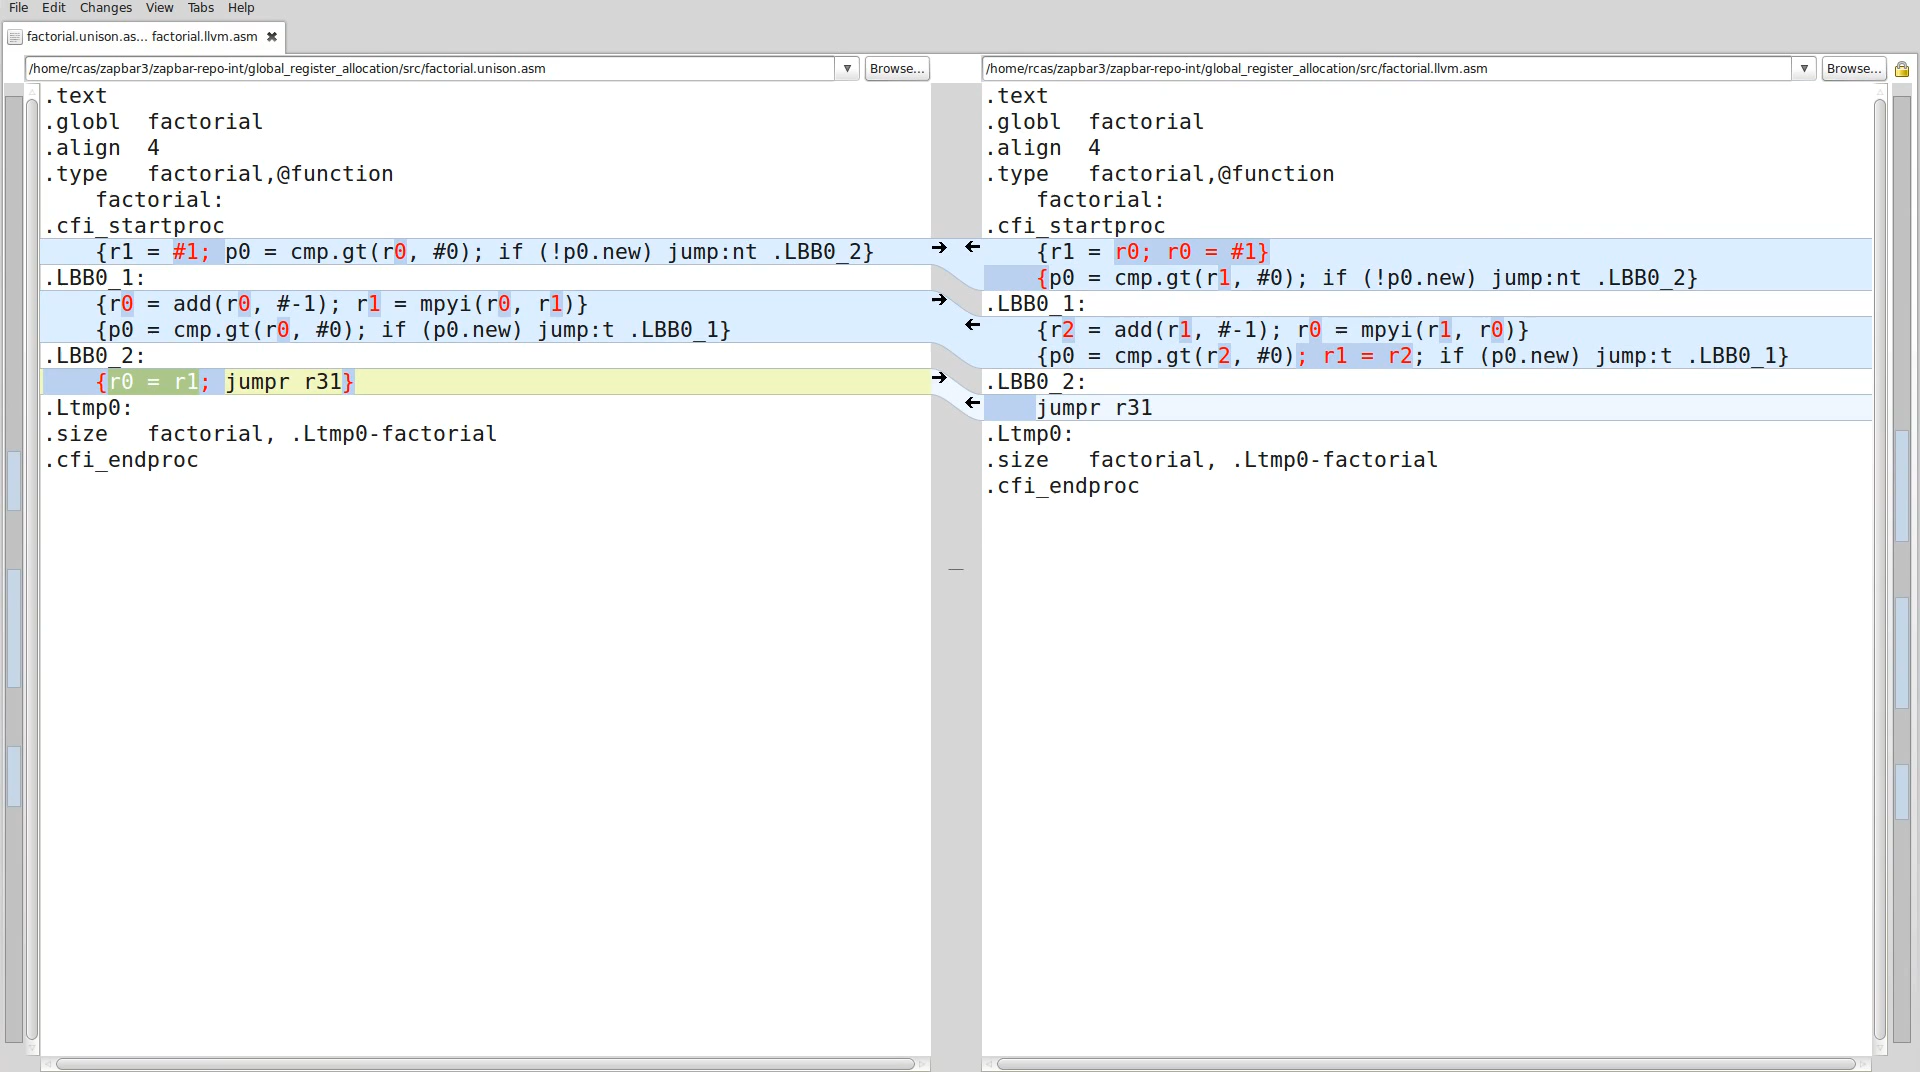 File Edit Changes View Tabs Help
factorial.unison.as... factorial.llvm.asm
/home/rcas/zapbar3/zapbar-repo-int/global_register_allocation/src/factorial.unison.asm Browse...
.text
.globl factorial
.align 4
.type factorial,@function
factorial:
.cfi_startproc
{r1 = #1; p0 = cmp.gt(r0, #0); if (!p0.new) jump:nt .LBB0_2}
.LBB0_1:
{r0 = add(r0, #-1); r1 = mpyi(r0, r1)}
{p0 = cmp.gt(r0, #0); if (p0.new) jump:t .LBB0_1}
.LBB0_2:
{r0 = r1; jumpr r31}
.Ltmp0:
.size factorial, .Ltmp0-factorial
.cfi_endproc
/home/rcas/zapbar3/zapbar-repo-int/global_register_allocation/src/factorial.llvm.asm Browse...
.text
.globl factorial
.align 4
.type factorial,@function
factorial:
.cfi_startproc
{r1 = r0; r0 = #1}
{p0 = cmp.gt(r1, #0); if (!p0.new) jump:nt .LBB0_2}
.LBB0_1:
{r2 = add(r1, #-1); r0 = mpyi(r1, r0)}
{p0 = cmp.gt(r2, #0); r1 = r2; if (p0.new) jump:t .LBB0_1}
.LBB0_2:
jumpr r31
.Ltmp0:
.size factorial, .Ltmp0-factorial
.cfi_endproc